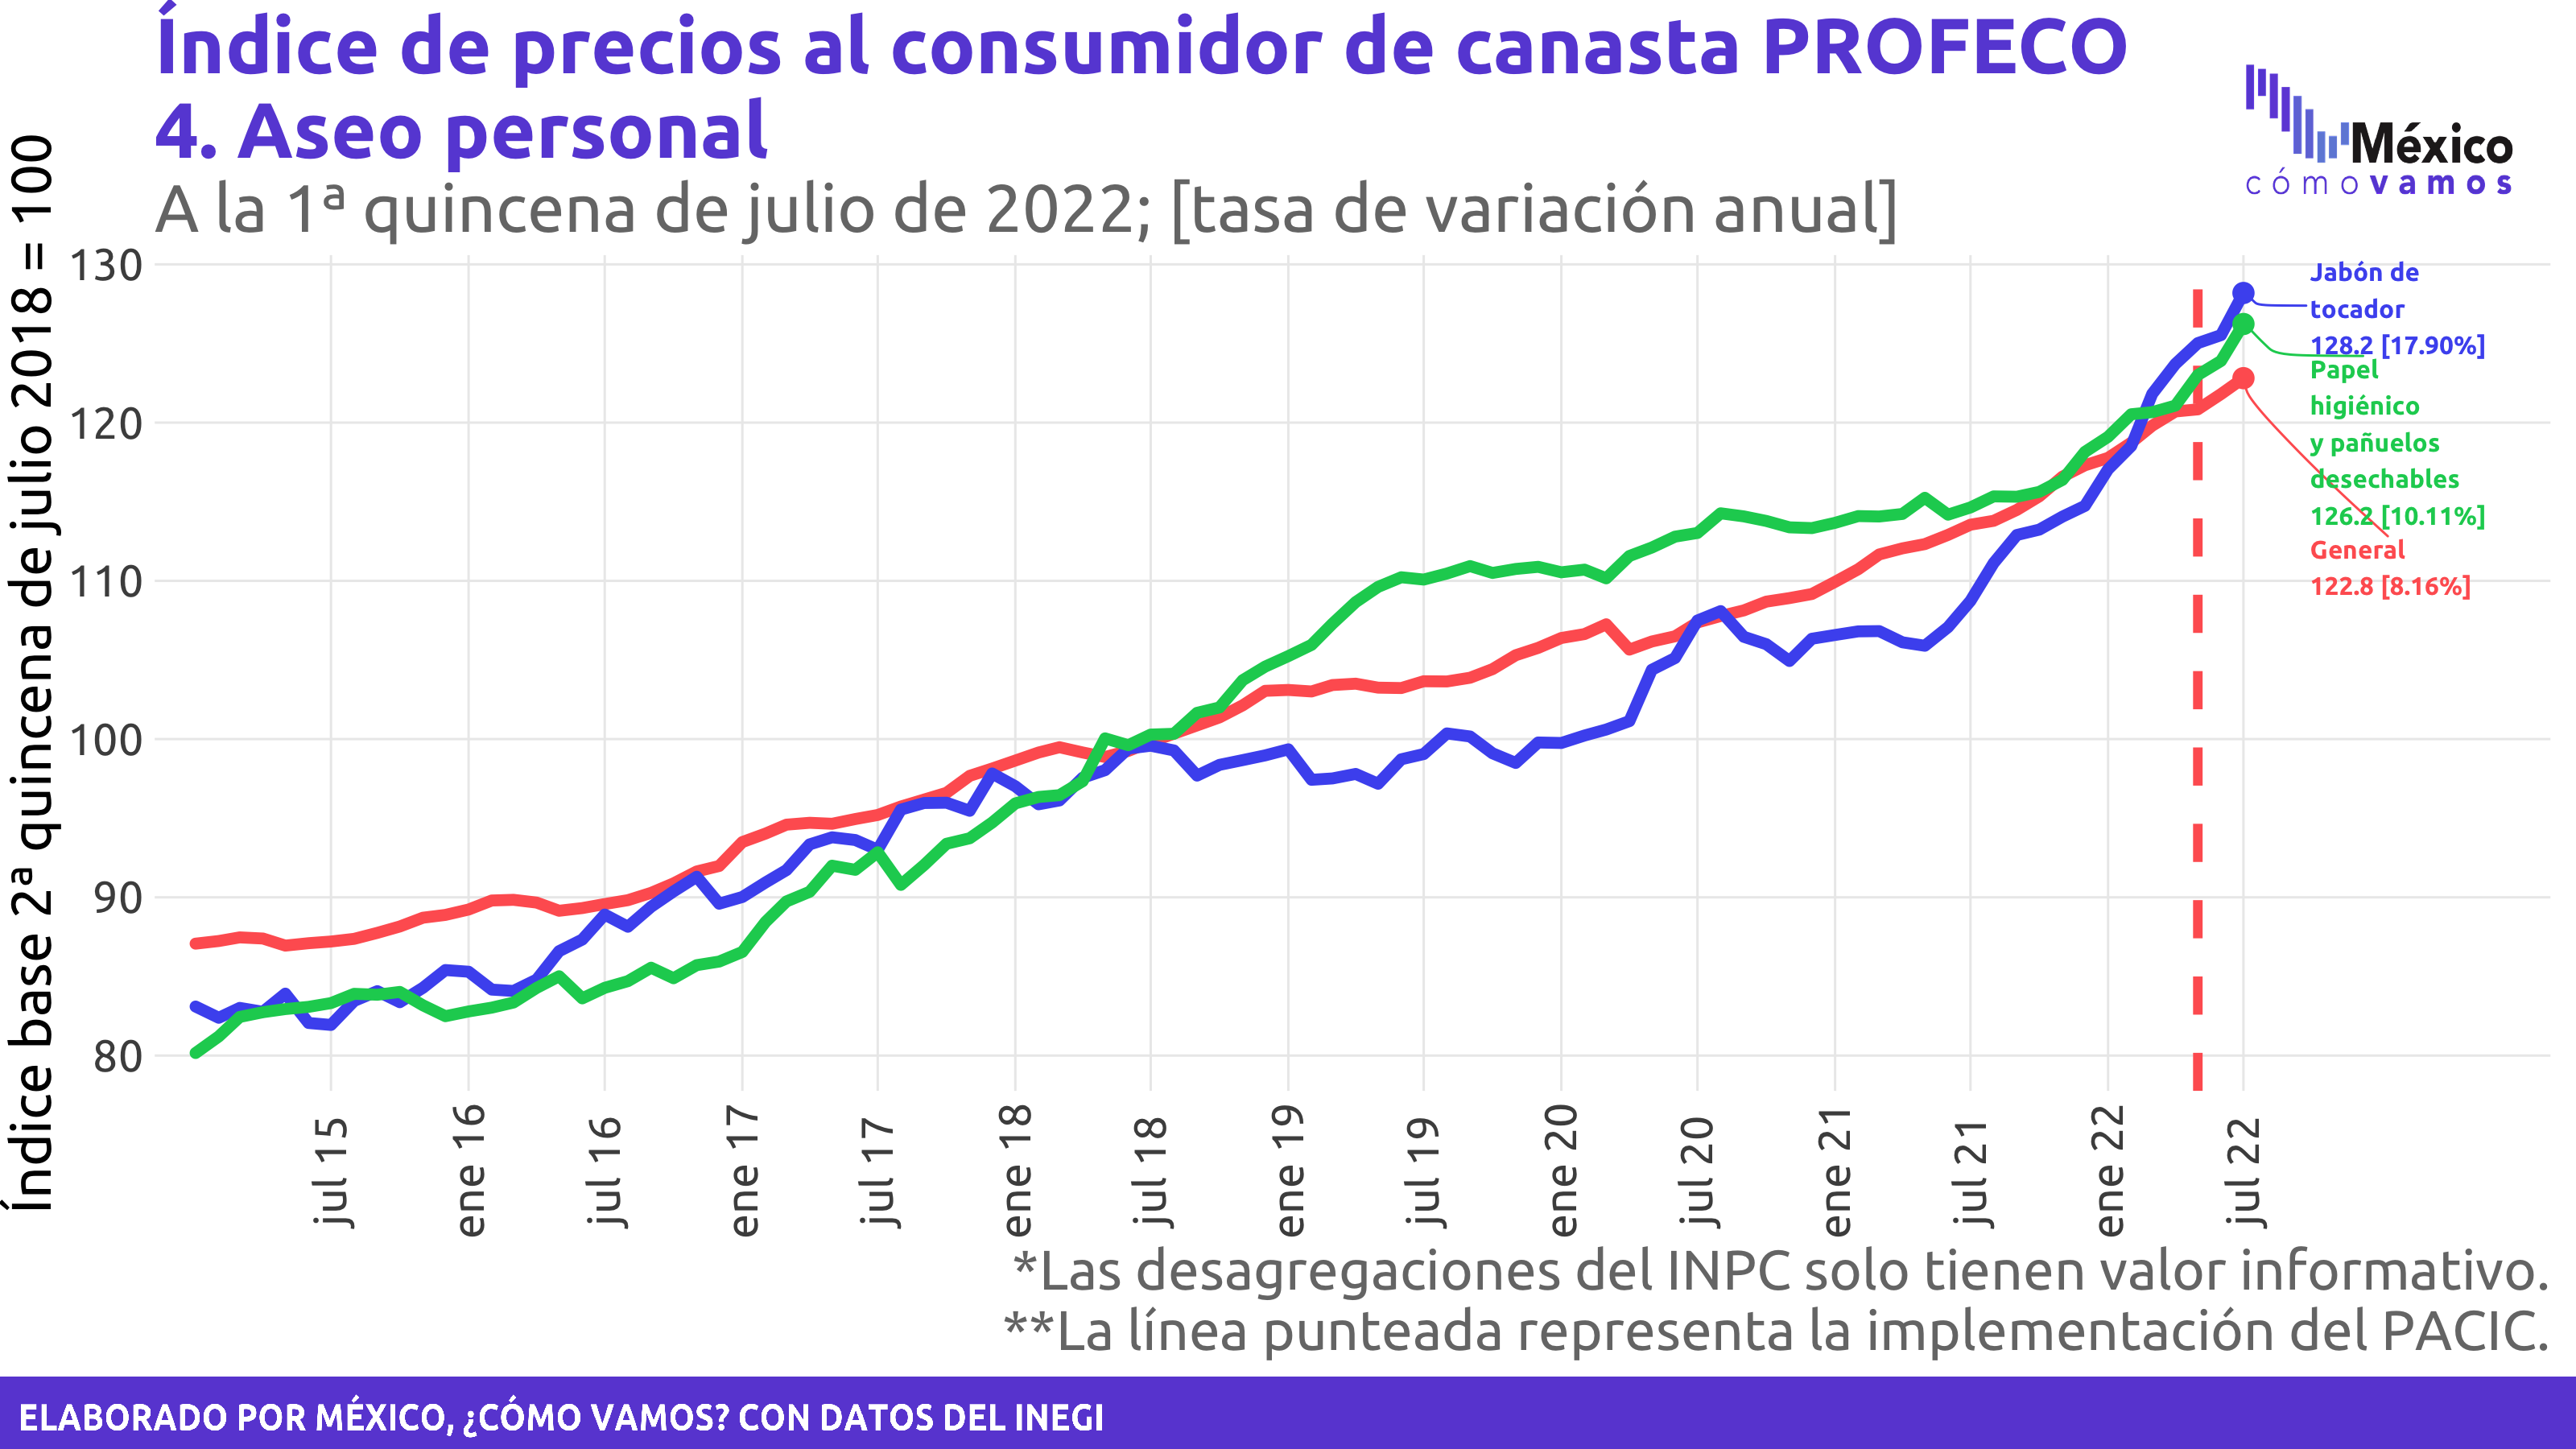 Índice de precios al consumidor de canasta PROFECO
4. Aseo personal
A la 1ª quincena de julio de 2022; [tasa de variación anual]
México
cómo vamos
Índice base 2ª quincena de julio 2018 = 100
130
120
110
100
90
80
Jabón de
tocador
128.2 [17.90%]
Papel
higiénico
y pañuelos
desechables
126.2 [10.11%]
General
122.8 [8.16%]
jul 15
ene 16
jul 16
ene 17
jul 17
ene 18
jul 18
ene 19
jul 19
ene 20
jul 20
ene 21
jul 21
ene 22
jul 22
*Las desagregaciones del INPC solo tienen valor informativo.
**La línea punteada representa la implementación del PACIC.
ELABORADO POR MÉXICO, ¿CÓMO VAMOS? CON DATOS DEL INEGI